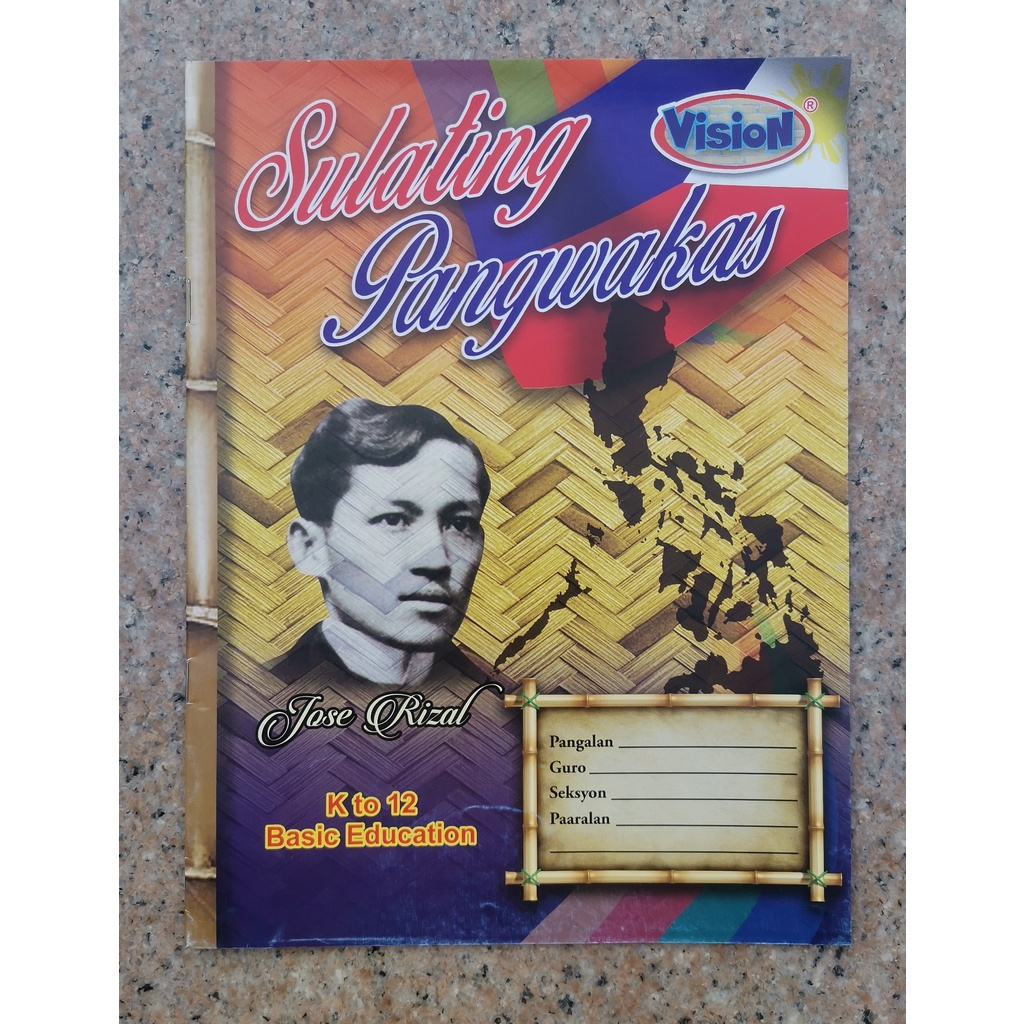 Sulating
Pangwakas
VisioN®
Jose Rizal
K to 12
Basic Education
Pangalan
Guro
Seksyon
Paaralan